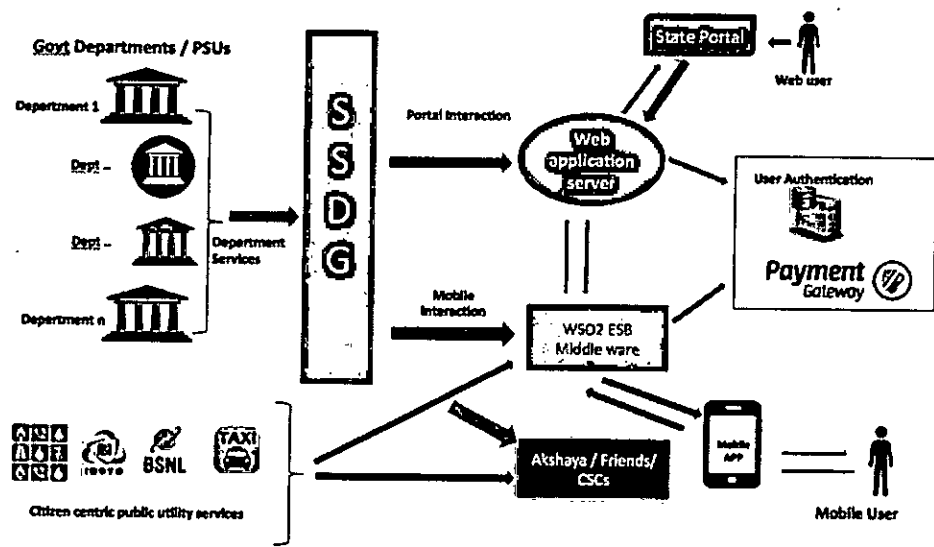 Govt Departments / PSUs
Department 1
Dept –
Dept –
Department n
Department
Services
S
S
D
G
Portal Interaction
Mobile
Interaction
State Portal
Web user
Web
application
server
User Authentication
Payment
Gateway
WSO2 ESB
Middle ware
Akshaya / Friends/
CSCs
Mobile
APP
Mobile User
BSNL
TAXI
Citizen centric public utility services